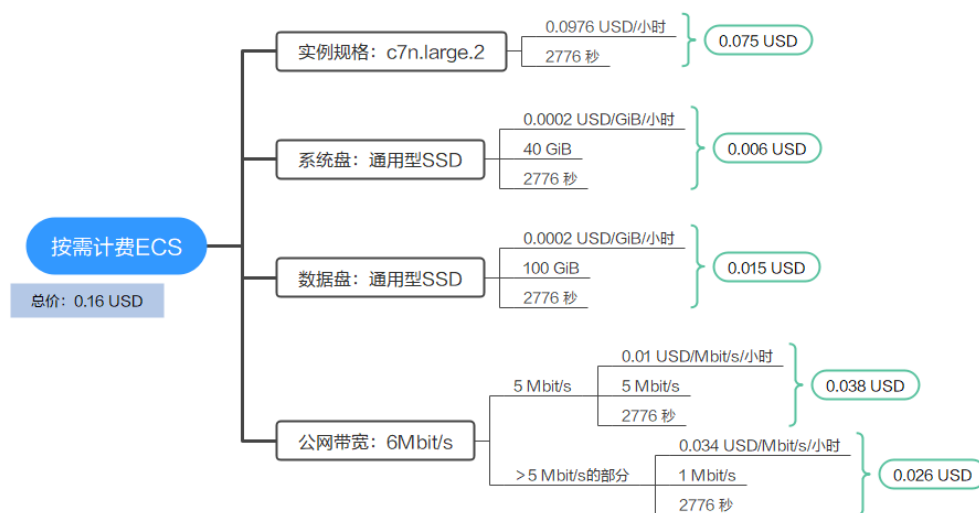 按需计费ECS
总价：0.16 USD
实例规格：c7n.large.2
0.0976 USD/小时
2776 秒
0.075 USD
系统盘：通用型SSD
0.0002 USD/GiB/小时
40 GiB
2776 秒
0.006 USD
数据盘：通用型SSD
0.0002 USD/GiB/小时
100 GiB
2776 秒
0.015 USD
公网带宽：6Mbit/s
5 Mbit/s
0.01 USD/Mbit/s/小时
5 Mbit/s
2776 秒
0.038 USD
＞5 Mbit/s的部分
0.034 USD/Mbit/s/小时
1 Mbit/s
2776 秒
0.026 USD